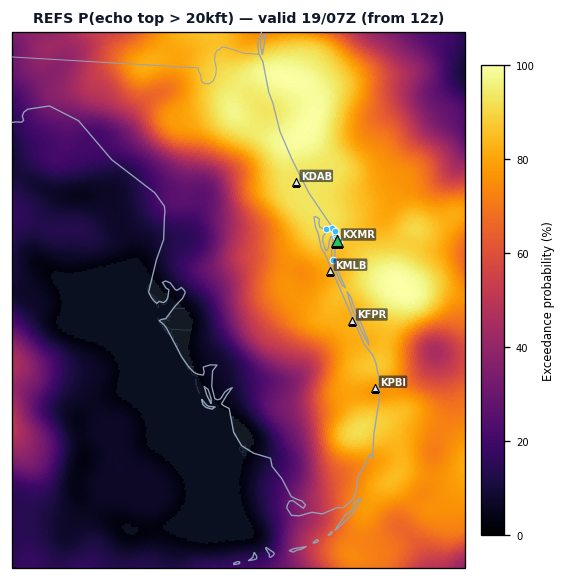 REFS P(echo top > 20kft) — valid 19/07Z (from 12z)
KDAB
KXMR
KMLB
KFPR
KPBI
100
80
60
40
20
0
Exceedance probability (%)